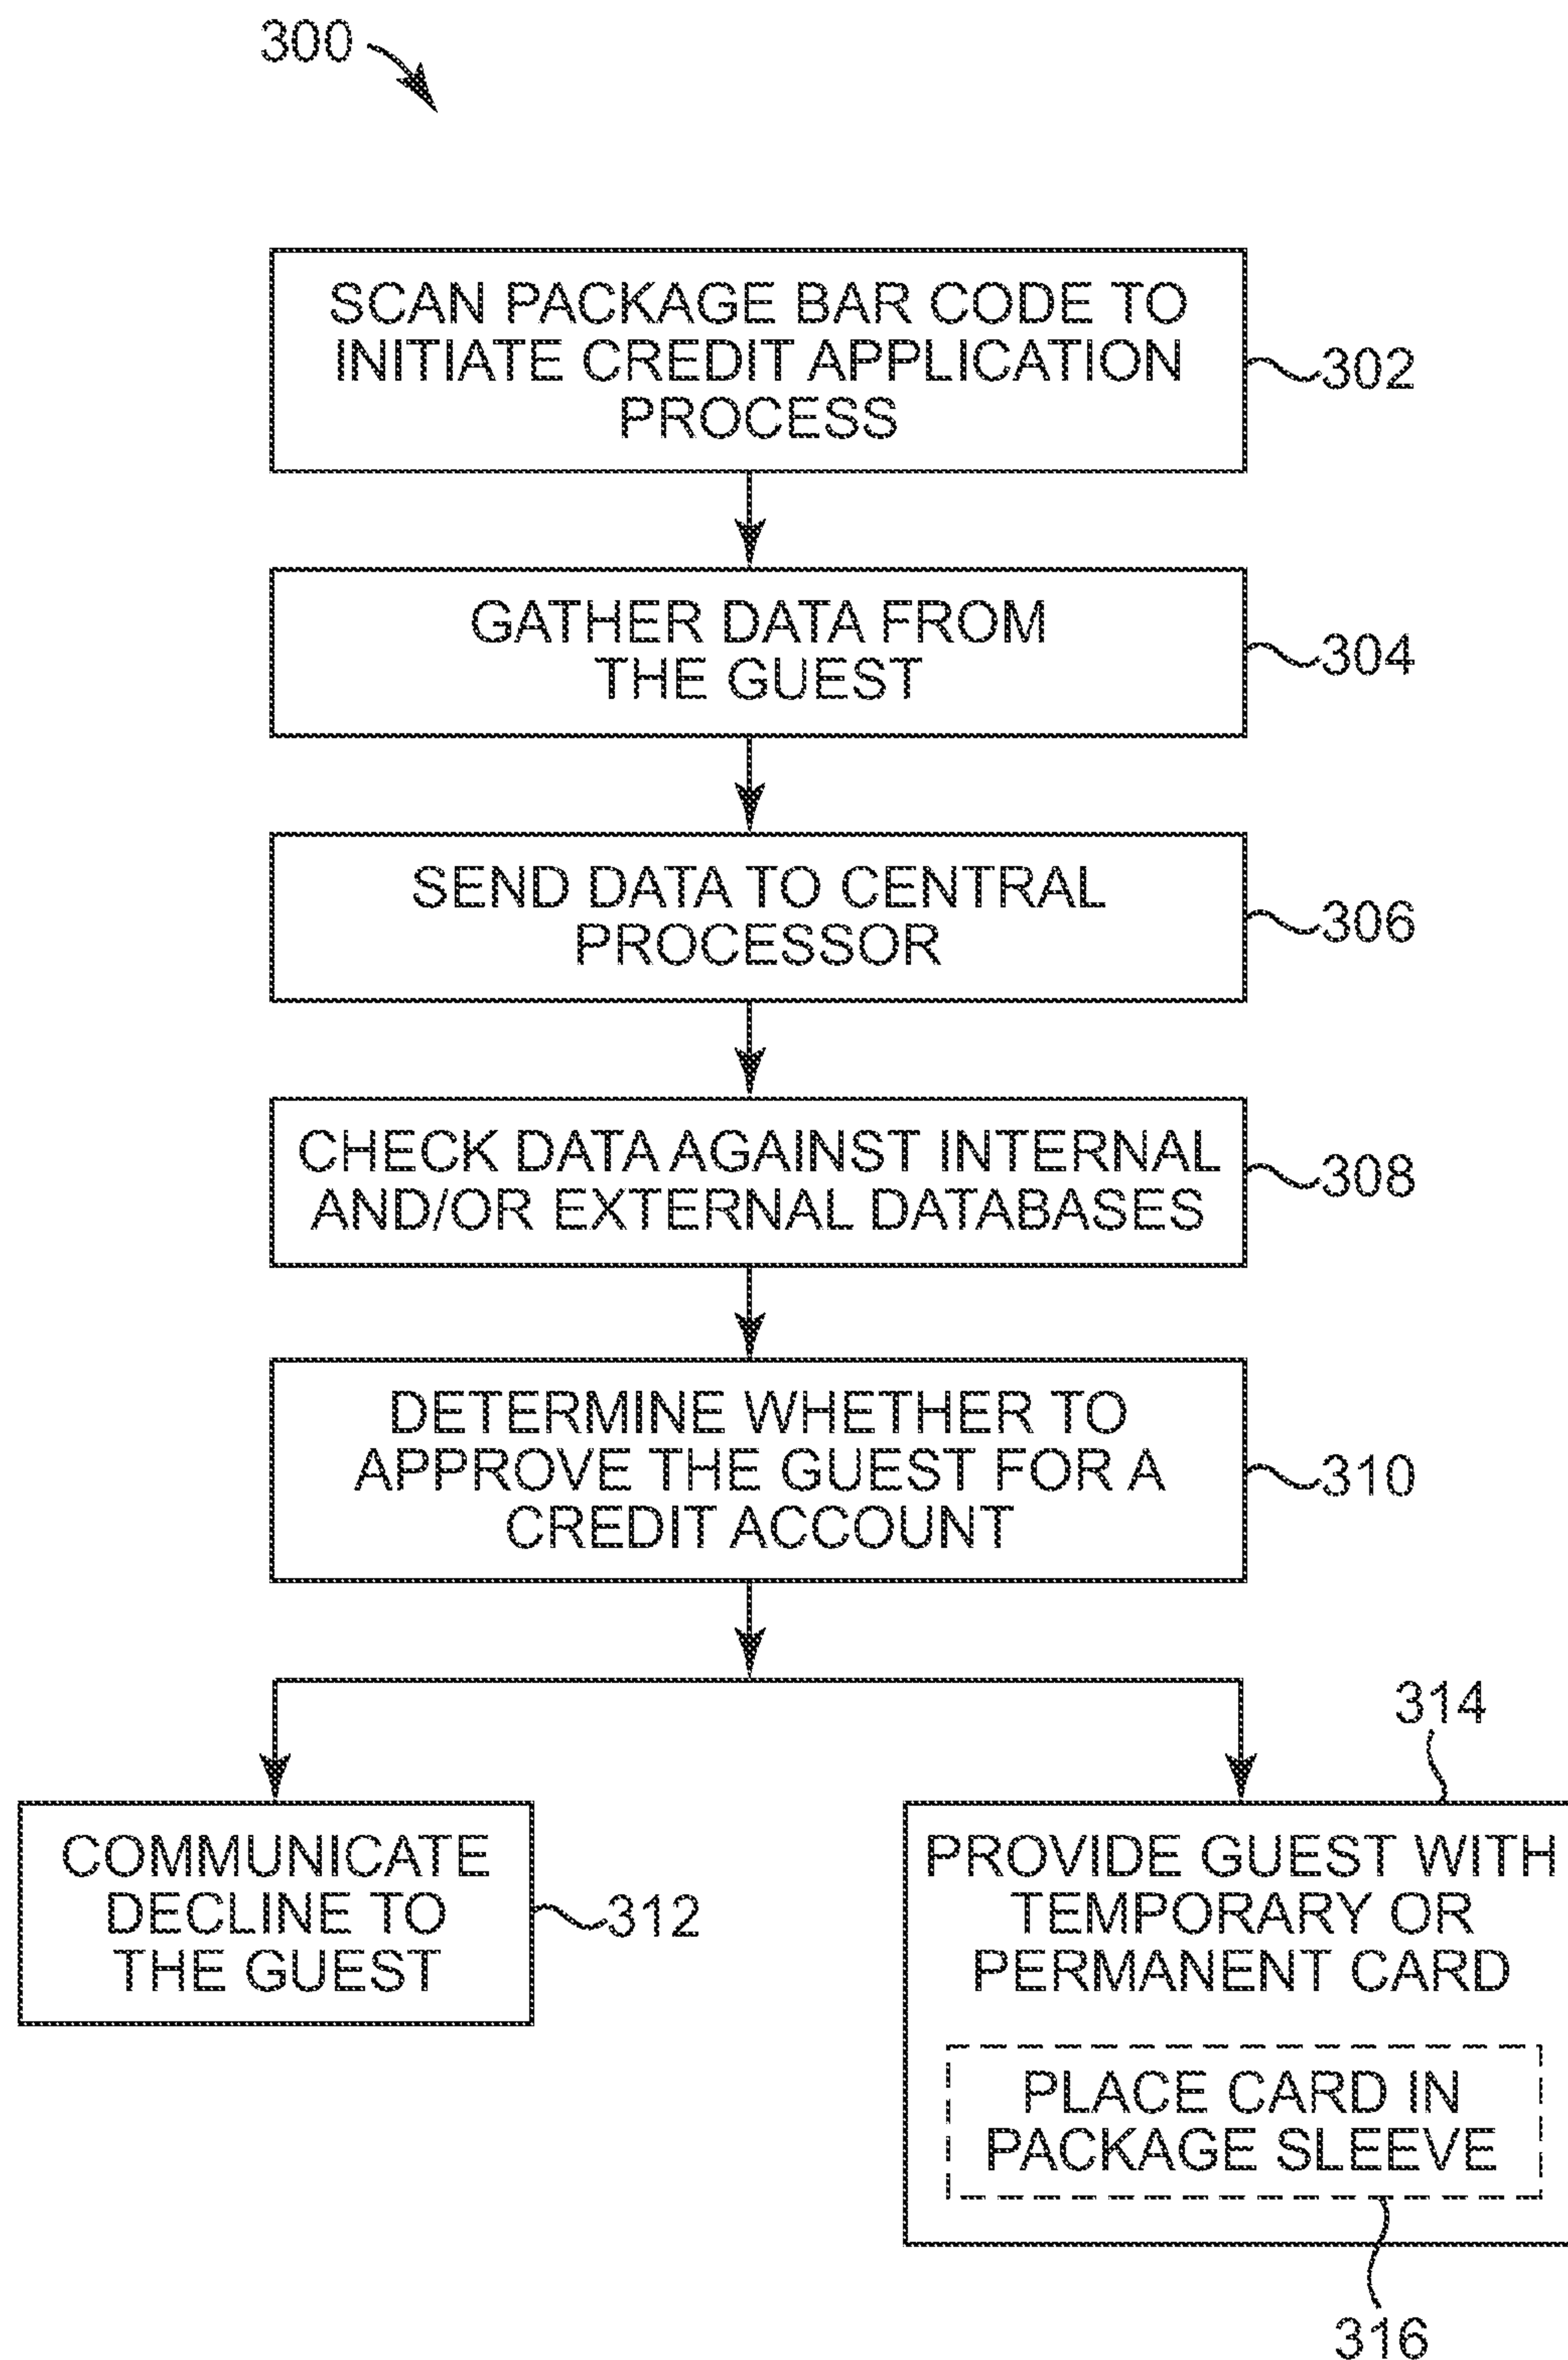 300
SCAN PACKAGE BAR CODE TO
INITIATE CREDIT APPLICATION
PROCESS
302
GATHER DATA FROM
THE GUEST
304
SEND DATA TO CENTRAL
PROCESSOR
306
CHECK DATA AGAINST INTERNAL
AND/OR EXTERNAL DATABASES
308
DETERMINE WHETHER TO
APPROVE THE GUEST FOR A
CREDIT ACCOUNT
310
COMMUNICATE
DECLINE TO
THE GUEST
312
314
PROVIDE GUEST WITH
TEMPORARY OR
PERMANENT CARD
PLACE CARD IN
PACKAGE SLEEVE
316